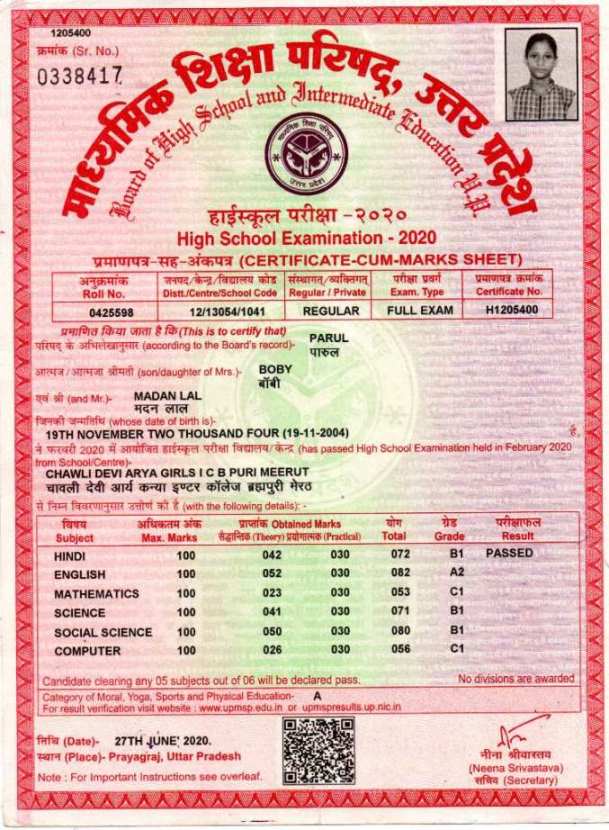 1205400
क्रमांक (Sr. No.)
0338417
माध्यमिक शिक्षा परिषद्, उत्तर प्रदेश
Board of High School and Intermediate Education U.P.
माध्यमिक शिक्षा परिषद्
उत्तर प्रदेश
हाईस्कूल परीक्षा -२०२०
High School Examination - 2020
प्रमाणपत्र-सह-अंकपत्र (CERTIFICATE-CUM-MARKS SHEET)
अनुक्रमांक जनपद/केन्द्र/विद्यालय कोड संस्थागत/व्यक्तिगत परीक्षा प्रवर्ग प्रमाणपत्र क्रमांक
Roll No. Distt./Centre/School Code Regular / Private Exam. Type Certificate No.
0425598 12/13054/1041 REGULAR FULL EXAM H1205400
प्रमाणित किया जाता है कि (This is to certify that)
परिषद् के अभिलेखानुसार (according to the Board's record)- PARUL
पारुल
आत्मज/आत्मजा श्रीमती (son/daughter of Mrs.)- BOBY
बॉबी
एवं श्री (and Mr.)- MADAN LAL
मदन लाल
जिनकी जन्मतिथि (whose date of birth is)-
19TH NOVEMBER TWO THOUSAND FOUR (19-11-2004) है,
ने फरवरी 2020 में आयोजित हाईस्कूल परीक्षा विद्यालय/केन्द्र (has passed High School Examination held in February 2020
from School/Centre)-
CHAWLI DEVI ARYA GIRLS I C B PURI MEERUT
चावली देवी आर्य कन्या इण्टर कॉलेज ब्रह्मपुरी मेरठ
से निम्न विवरणानुसार उत्तीर्ण की है (with the following details): -
विषय अधिकतम अंक प्राप्तांक Obtained Marks योग ग्रेड परीक्षाफल
Subject Max. Marks सैद्धान्तिक (Theory) प्रयोगात्मक (Practical) Total Grade Result
HINDI 100 042 030 072 B1 PASSED
ENGLISH 100 052 030 082 A2
MATHEMATICS 100 023 030 053 C1
SCIENCE 100 041 030 071 B1
SOCIAL SCIENCE 100 050 030 080 B1
COMPUTER 100 026 030 056 C1
Candidate clearing any 05 subjects out of 06 will be declared pass. No divisions are awarded
Category of Moral, Yoga, Sports and Physical Education- A
For result verification visit website : www.upmsp.edu.in or upmspresults.up.nic.in
तिथि (Date)- 27TH JUNE' 2020.
स्थान (Place)- Prayagraj, Uttar Pradesh
Note : For Important Instructions see overleaf.
नीना श्रीवास्तव
(Neena Srivastava)
सचिव (Secretary)